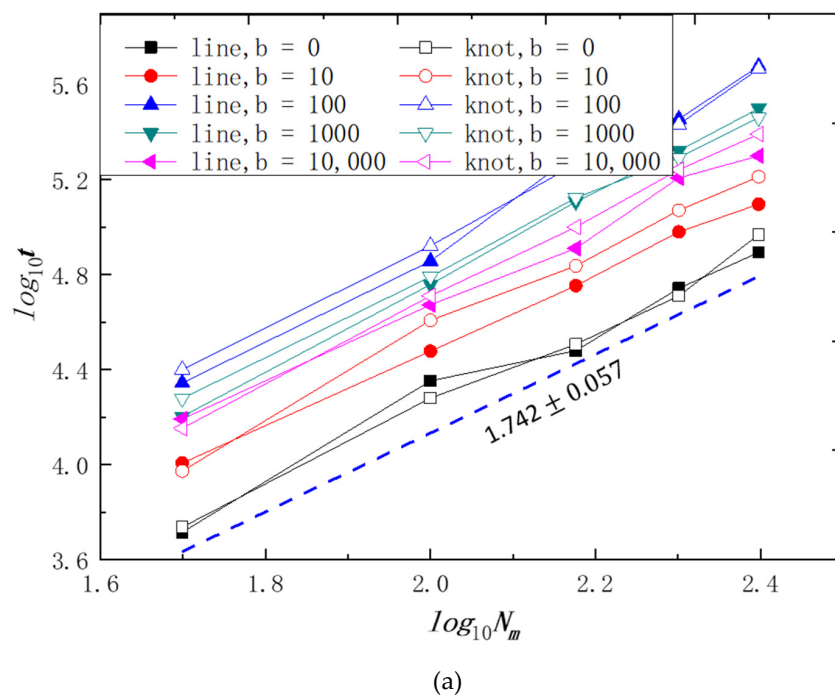 line, b = 0 knot, b = 0
line, b = 10 knot, b = 10
line, b = 100 knot, b = 100
line, b = 1000 knot, b = 1000
line, b = 10,000 knot, b = 10,000
5.6
5.2
4.8
4.4
4.0
3.6
log₁₀t
1.742 ± 0.057
1.6 1.8 2.0 2.2 2.4
log₁₀Nₘ
(a)